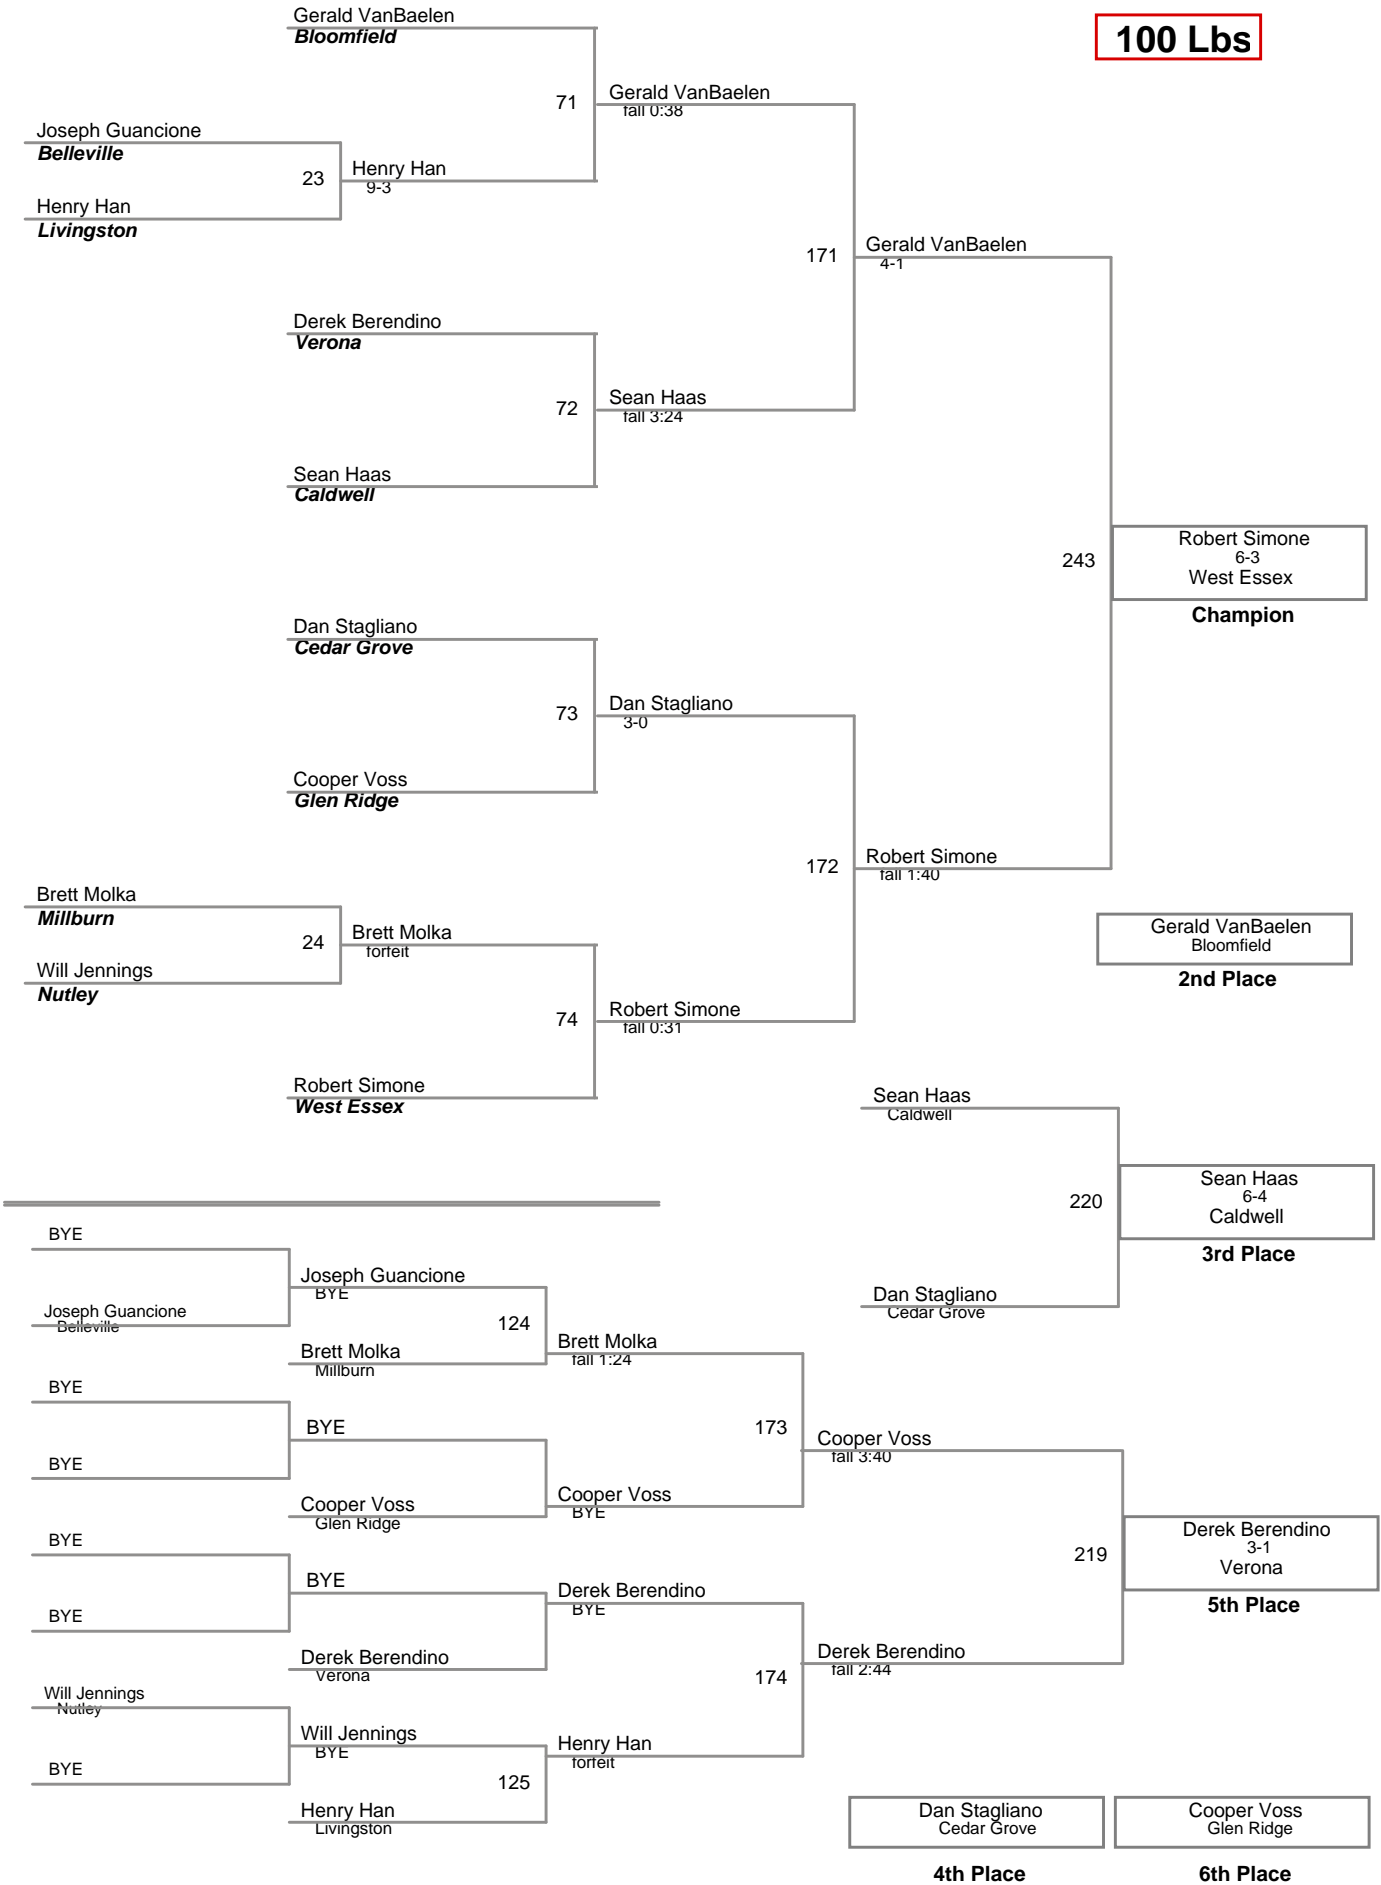 Gerald VanBaelen
Bloomfield
100 Lbs
71
Gerald VanBaelen
fall 0:38
Joseph Guancione
Belleville
23
Henry Han
9-3
Henry Han
Livingston
171
Gerald VanBaelen
4-1
Derek Berendino
Verona
72
Sean Haas
fall 3:24
Sean Haas
Caldwell
243
Robert Simone
6-3
West Essex
Champion
Dan Stagliano
Cedar Grove
73
Dan Stagliano
3-0
Cooper Voss
Glen Ridge
172
Robert Simone
fall 1:40
Brett Molka
Millburn
24
Brett Molka
forfeit
Will Jennings
Nutley
Gerald VanBaelen
Bloomfield
2nd Place
74
Robert Simone
fall 0:31
Robert Simone
West Essex
Sean Haas
Caldwell
220
Sean Haas
6-4
Caldwell
3rd Place
Dan Stagliano
Cedar Grove
BYE
Joseph Guancione
BYE
Joseph Guancione
Belleville
124
Brett Molka
fall 1:24
Brett Molka
Millburn
BYE
BYE
BYE
173
Cooper Voss
fall 3:40
Cooper Voss
Glen Ridge
Cooper Voss
BYE
BYE
BYE
BYE
Derek Berendino
BYE
219
Derek Berendino
3-1
Verona
5th Place
Derek Berendino
Verona
174
Derek Berendino
fall 2:44
Will Jennings
Nutley
Will Jennings
BYE
BYE
125
Henry Han
forfeit
Henry Han
Livingston
Dan Stagliano
Cedar Grove
4th Place
Cooper Voss
Glen Ridge
6th Place